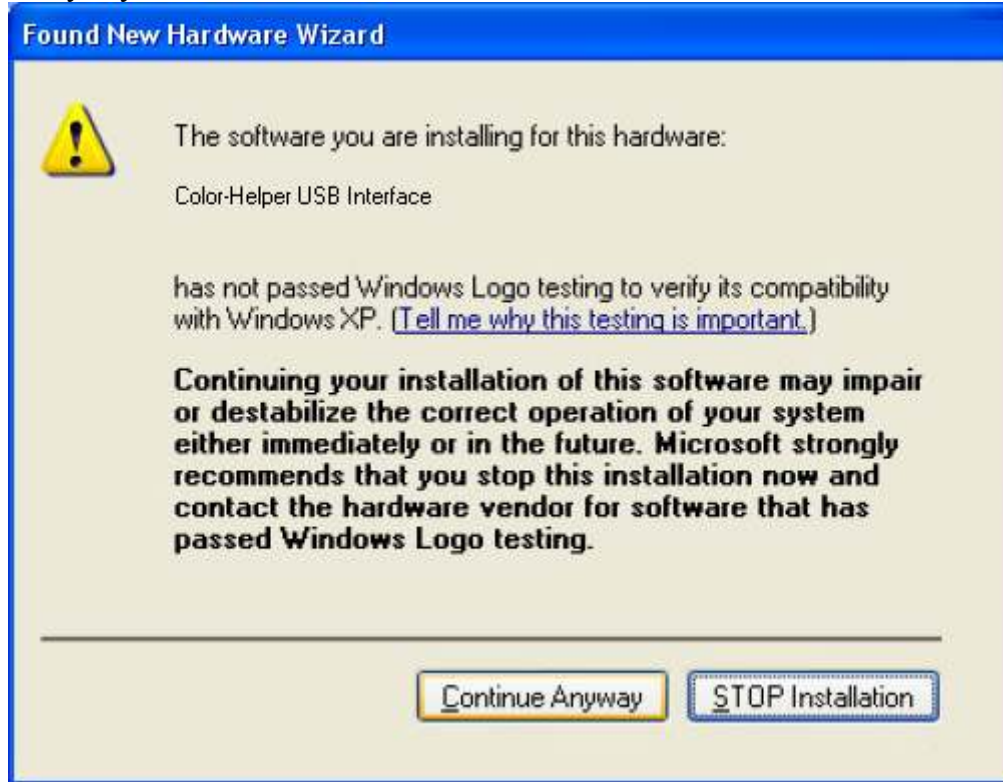 Found New Hardware Wizard
The software you are installing for this hardware:
Color-Helper USB Interface
has not passed Windows Logo testing to verify its compatibility
with Windows XP. (Tell me why this testing is important.)
Continuing your installation of this software may impair
or destabilize the correct operation of your system
either immediately or in the future. Microsoft strongly
recommends that you stop this installation now and
contact the hardware vendor for software that has
passed Windows Logo testing.
Continue Anyway
STOP Installation